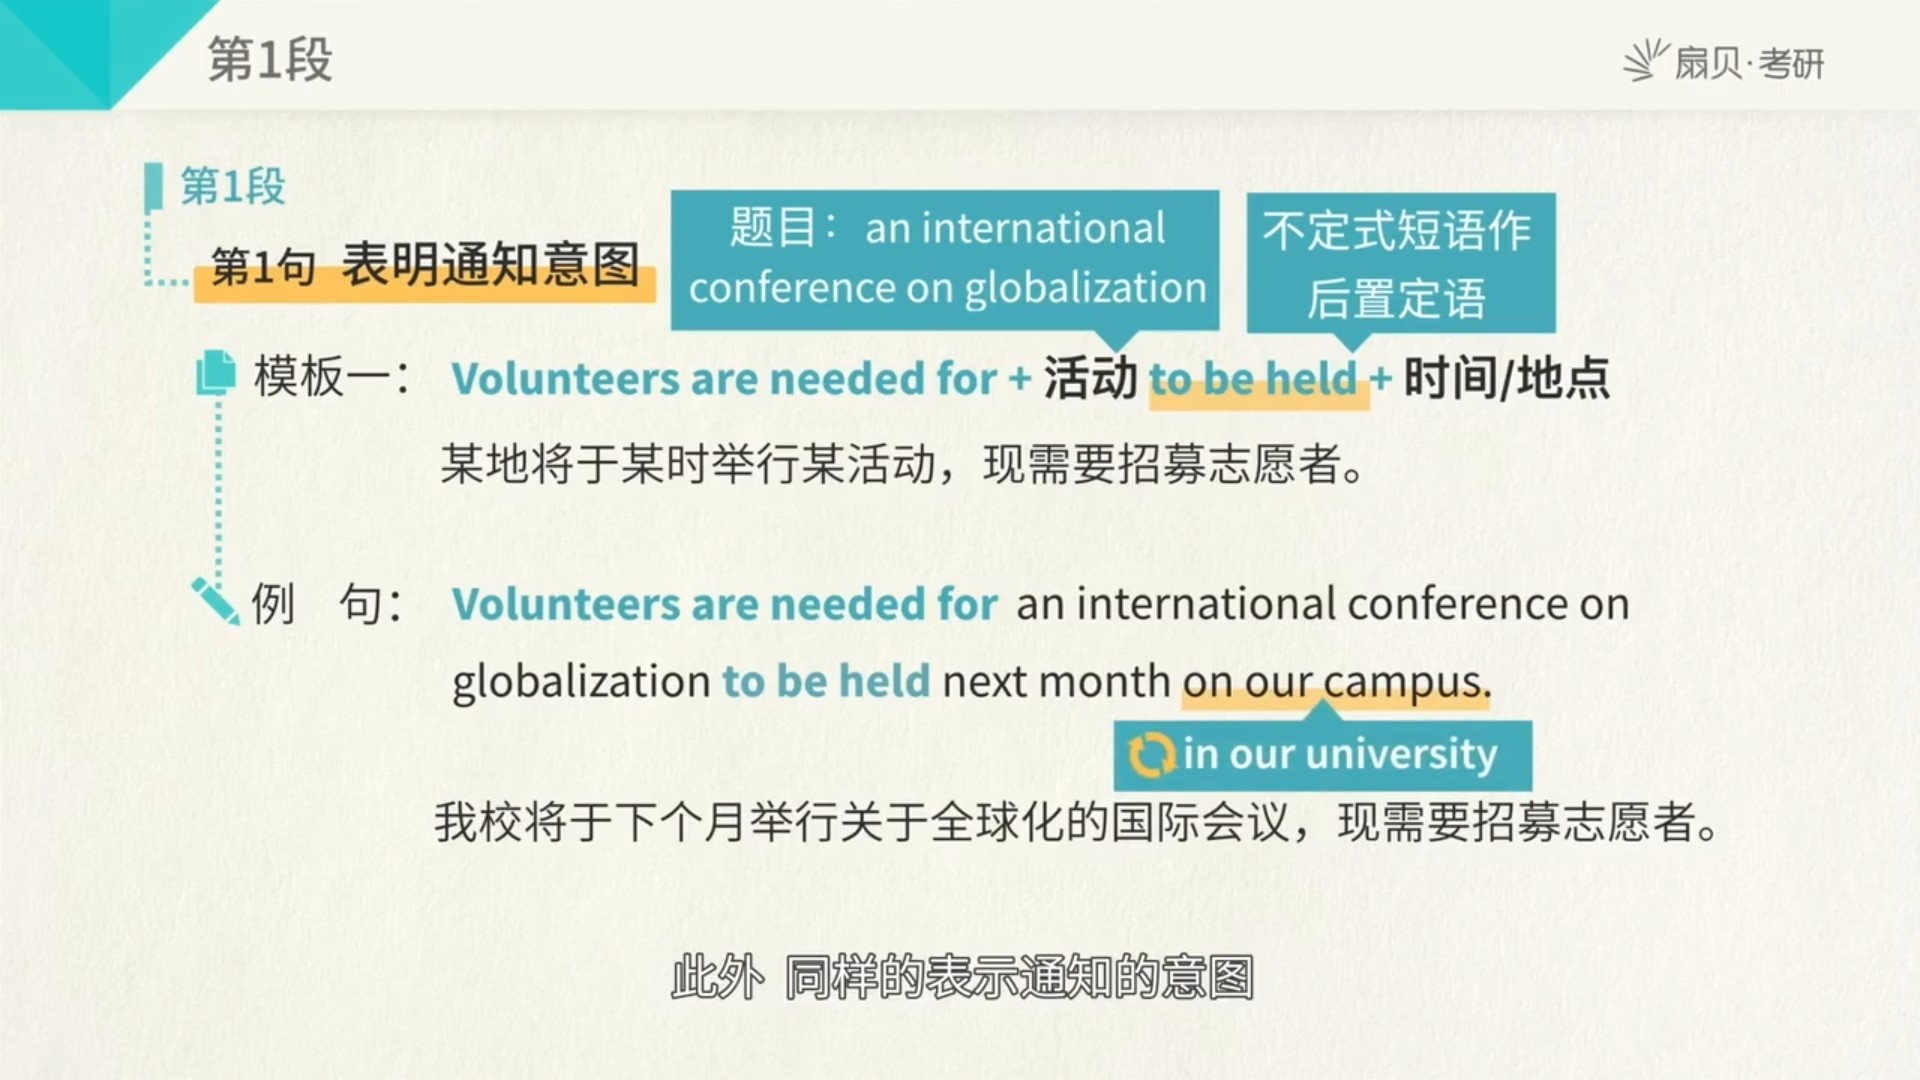 第1段
扇贝·考研
第1段
第1句 表明通知意图
题目： an international
conference on globalization
不定式短语作
后置定语
模板一： Volunteers are needed for + 活动 to be held + 时间/地点
某地将于某时举行某活动，现需要招募志愿者。
例 句： Volunteers are needed for an international conference on
globalization to be held next month on our campus.
in our university
我校将于下个月举行关于全球化的国际会议，现需要招募志愿者。
此外 同样的表示通知的意图